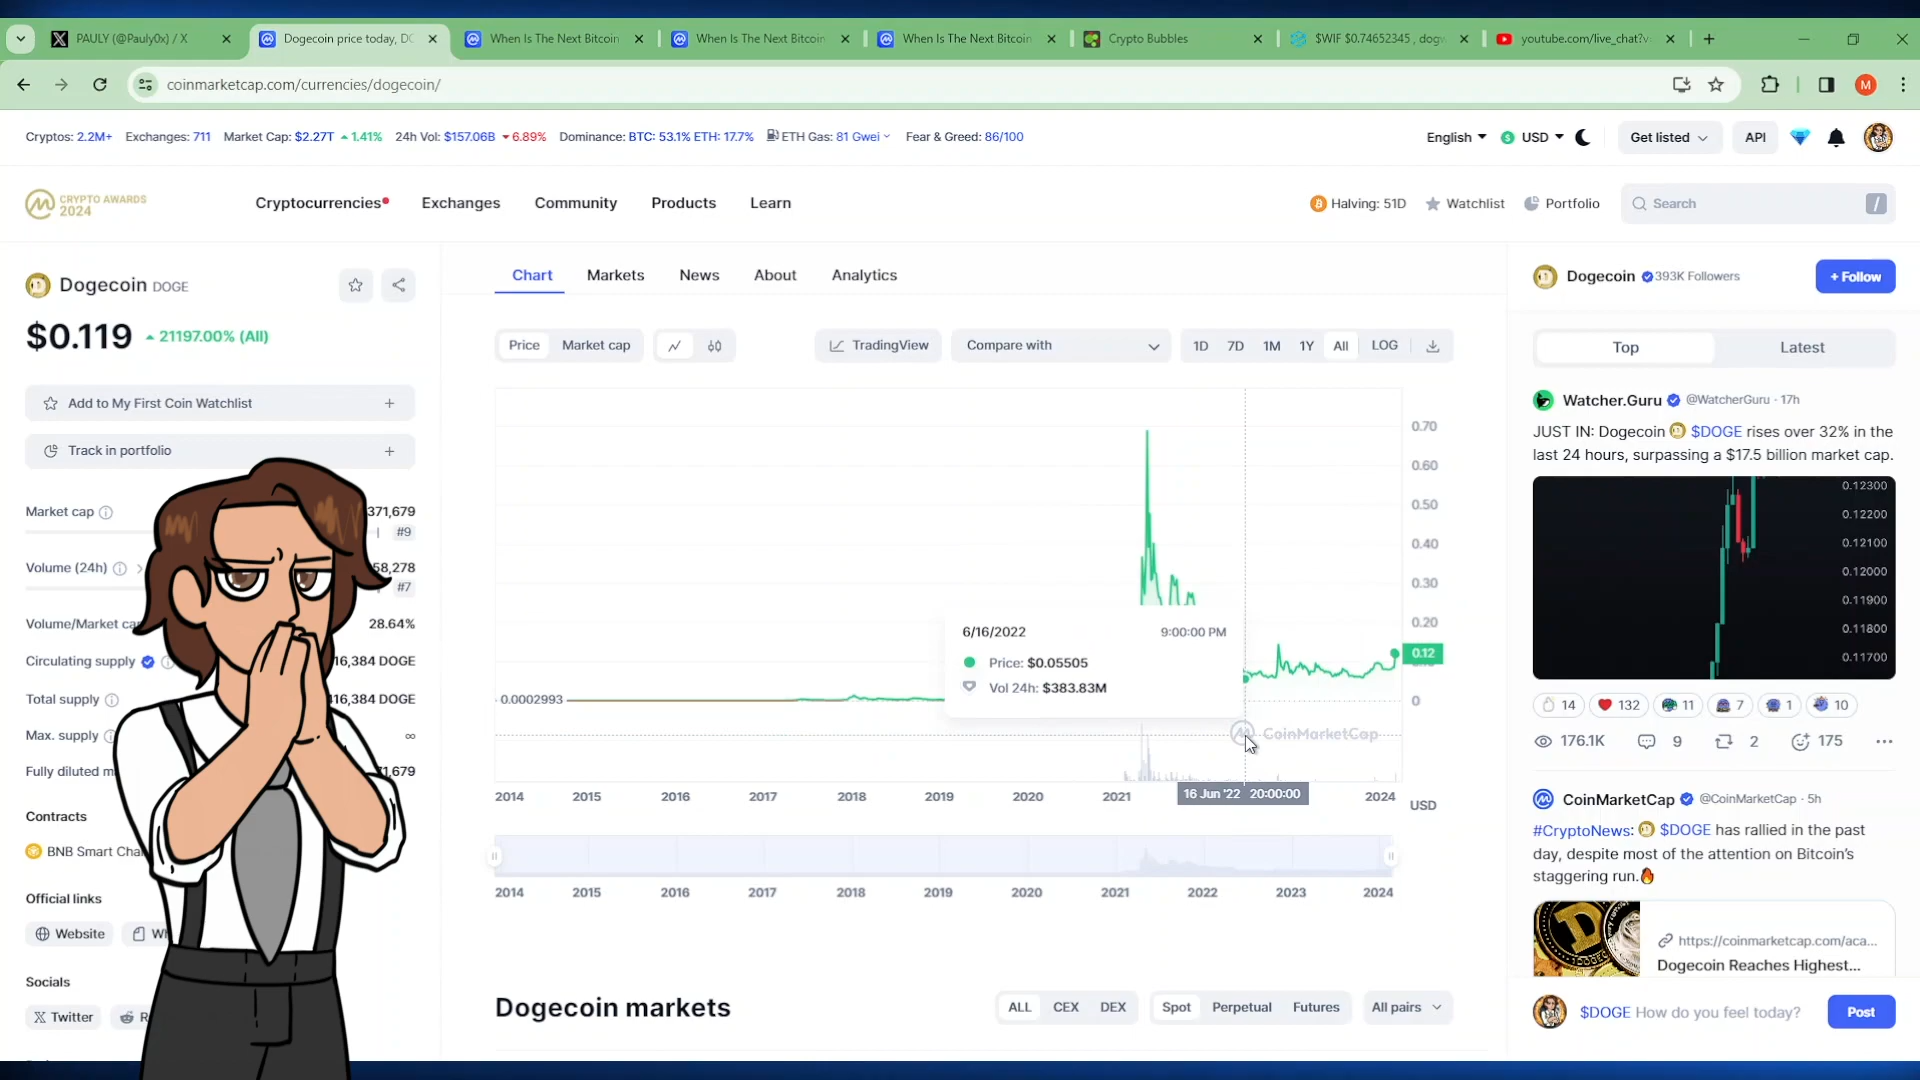 PAULY (@Pauly0x) / X
Dogecoin price today, DO
When Is The Next Bitcoin
When Is The Next Bitcoin
When Is The Next Bitcoin
Crypto Bubbles
$WIF $0.74652345 , dogw
youtube.com/live_chat?v
coinmarketcap.com/currencies/dogecoin/
M
Cryptos: 2.2M+ Exchanges: 711 Market Cap: $2.27T 1.41% 24h Vol: $157.06B 6.89% Dominance: BTC: 53.1% ETH: 17.7% ETH Gas: 81 Gwei Fear & Greed: 86/100
English USD Get listed API
CRYPTO AWARDS
2024
Cryptocurrencies Exchanges Community Products Learn
Halving: 51D Watchlist Portfolio Search /
Dogecoin DOGE
$0.119 21197.00% (All)
Add to My First Coin Watchlist +
Track in portfolio +
Market cap 371,679
#9
Volume (24h) 58,278
#7
Volume/Market ca 28.64%
Circulating supply 16,384 DOGE
Total supply 16,384 DOGE
Max. supply ∞
Fully diluted m 71,679
Contracts
BNB Smart Chai
Official links
Website Wh
Socials
Twitter R
Chart Markets News About Analytics
Price Market cap TradingView Compare with 1D 7D 1M 1Y All LOG
0.70
0.60
0.50
0.40
0.30
0.20
0.12
0
0.0002993
6/16/2022 9:00:00 PM
Price: $0.05505
Vol 24h: $383.83M
CoinMarketCap
2014 2015 2016 2017 2018 2019 2020 2021 16 Jun '22 20:00:00 2024
USD
2014 2015 2016 2017 2018 2019 2020 2021 2022 2023 2024
Dogecoin markets
ALL CEX DEX Spot Perpetual Futures All pairs
Dogecoin 393K Followers + Follow
Top Latest
Watcher.Guru @WatcherGuru · 17h
JUST IN: Dogecoin $DOGE rises over 32% in the
last 24 hours, surpassing a $17.5 billion market cap.
0.12300
0.12200
0.12100
0.12000
0.11900
0.11800
0.11700
14 132 11 7 1 10
176.1K 9 2 175
CoinMarketCap @CoinMarketCap · 5h
#CryptoNews: $DOGE has rallied in the past
day, despite most of the attention on Bitcoin's
staggering run.🔥
https://coinmarketcap.com/aca...
Dogecoin Reaches Highest...
$DOGE How do you feel today? Post